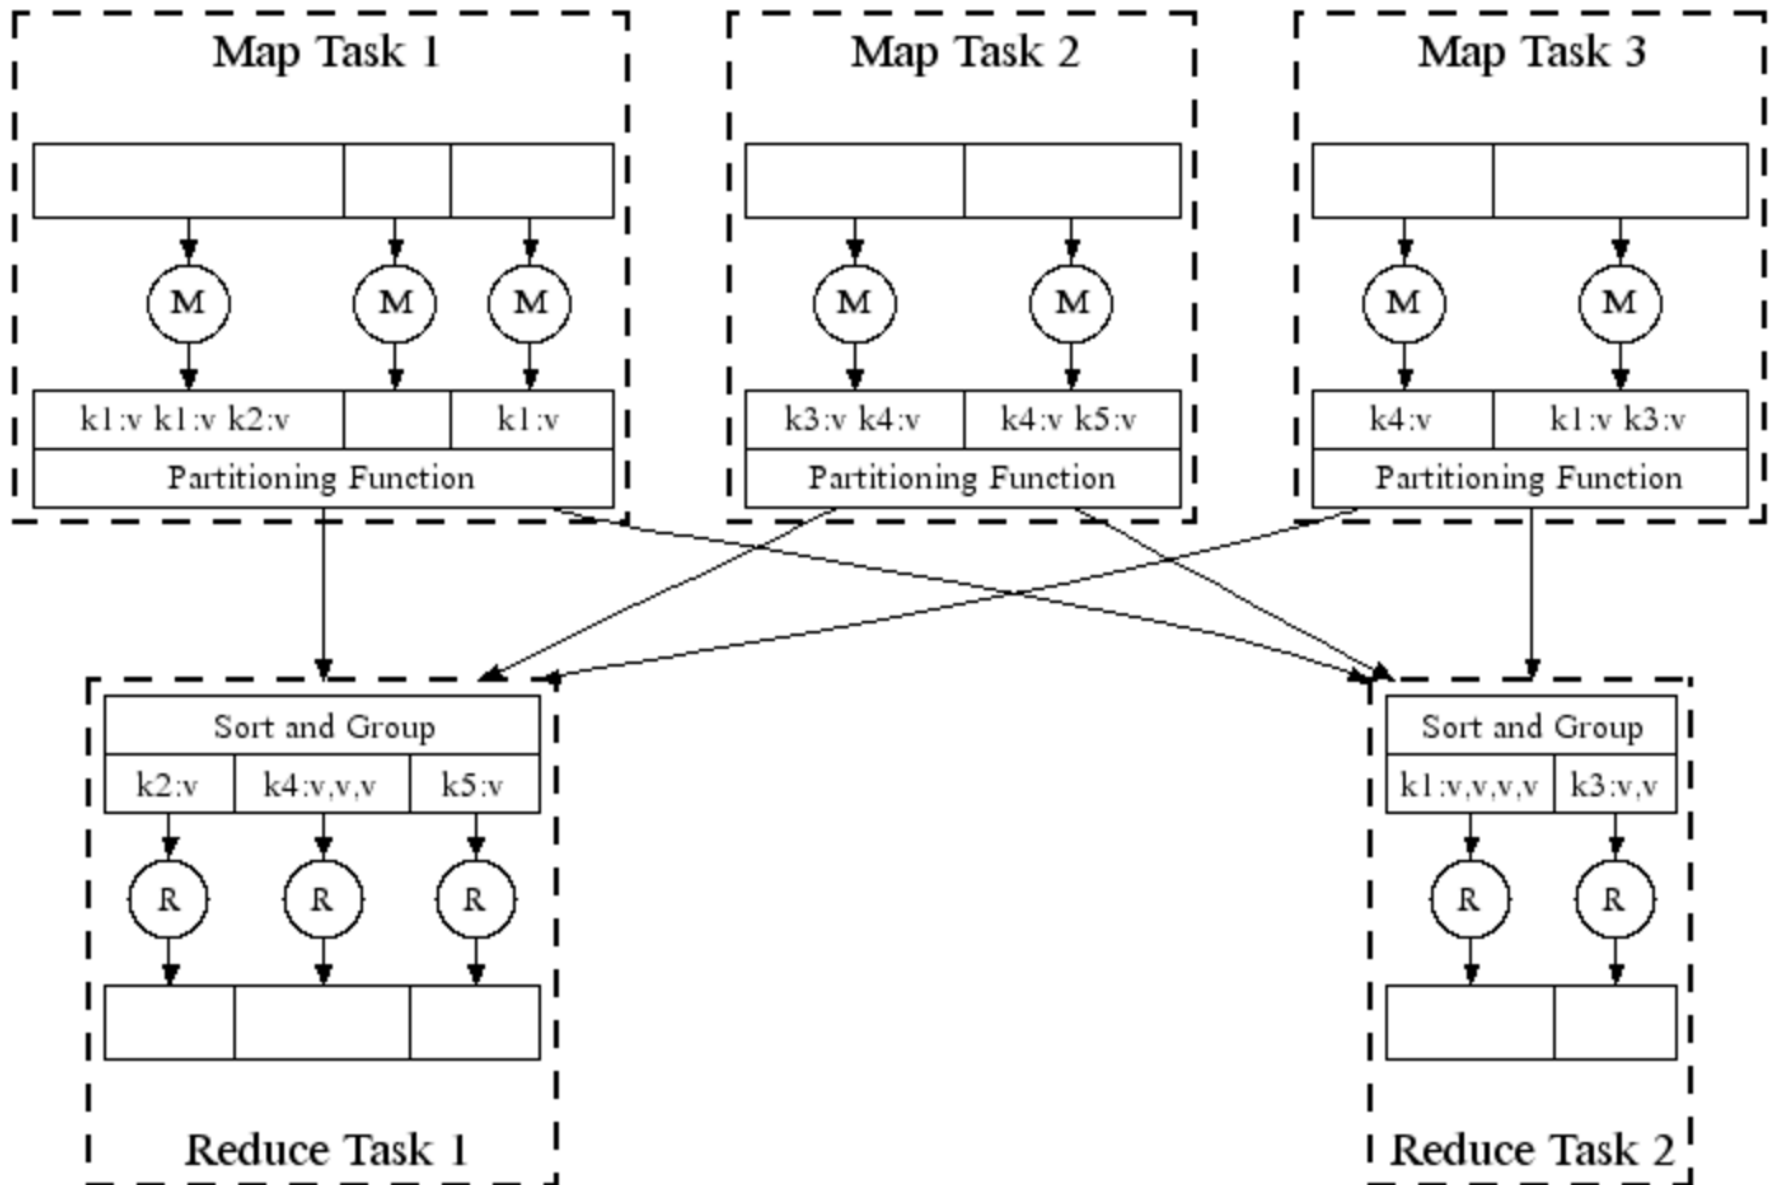 Map Task 1
Map Task 2
Map Task 3
M
M
M
M
M
M
M
k1:v k1:v k2:v
k1:v
k3:v k4:v
k4:v k5:v
k4:v
k1:v k3:v
Partitioning Function
Partitioning Function
Partitioning Function
Sort and Group
Sort and Group
k2:v
k4:v,v,v
k5:v
k1:v,v,v,v
k3:v,v
R
R
R
R
R
Reduce Task 1
Reduce Task 2